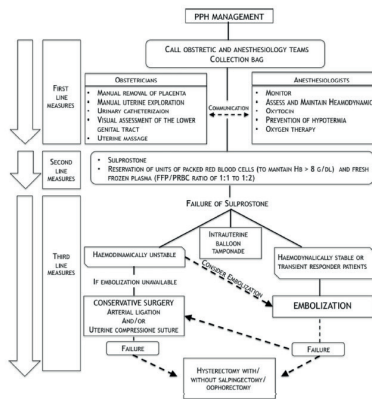 PPH MANAGEMENT
CALL OBSTETRIC AND ANESTHESIOLOGY TEAMS
COLLECTION BAG
FIRST
LINE
MEASURES
OBSTETRICIANS
• MANUAL REMOVAL OF PLACENTA
• MANUAL UTERINE EXPLORATION
• URINARY CATHETERIZAION
• VISUAL ASSESSMENT OF THE LOWER
GENITAL TRACT
• UTERINE MASSAGE
COMMUNICATION
ANESTHESIOLOGISTS
• MONITOR
• ASSESS AND MAINTAIN HEAMODYNAMIC
• OXYTOCIN
• PREVENTION OF HYPOTERMIA
• OXYGEN THERAPY
SECOND
LINE
MEASURES
• SULPROSTONE
• RESERVATION OF UNITS OF PACKED RED BLOOD CELLS (TO MANTAIN HB > 8 G/DL) AND FRESH
FROZEN PLASMA (FFP/PRBC RATIO OF 1:1 TO 1:2)
FAILURE OF SULPROSTONE
THIRD
LINE
MEASURES
HAEMODINAMICALLY UNSTABLE
INTRAUTERINE
BALLOON
TAMPONADE
HAEMODYNALICALLY STABLE OR
TRANSIENT RESPONDER PATIENTS
IF EMBOLIZATION UNAVAILABLE
CONSIDER EMBOLIZATION
CONSERVATIVE SURGERY
ARTERIAL LIGATION
AND/OR
UTERINE COMPRESSIONE SUTURE
EMBOLIZATION
FAILURE
FAILURE
HYSTERECTOMY WITH/
WITHOUT SALPINGECTOMY/
OOPHORECTOMY